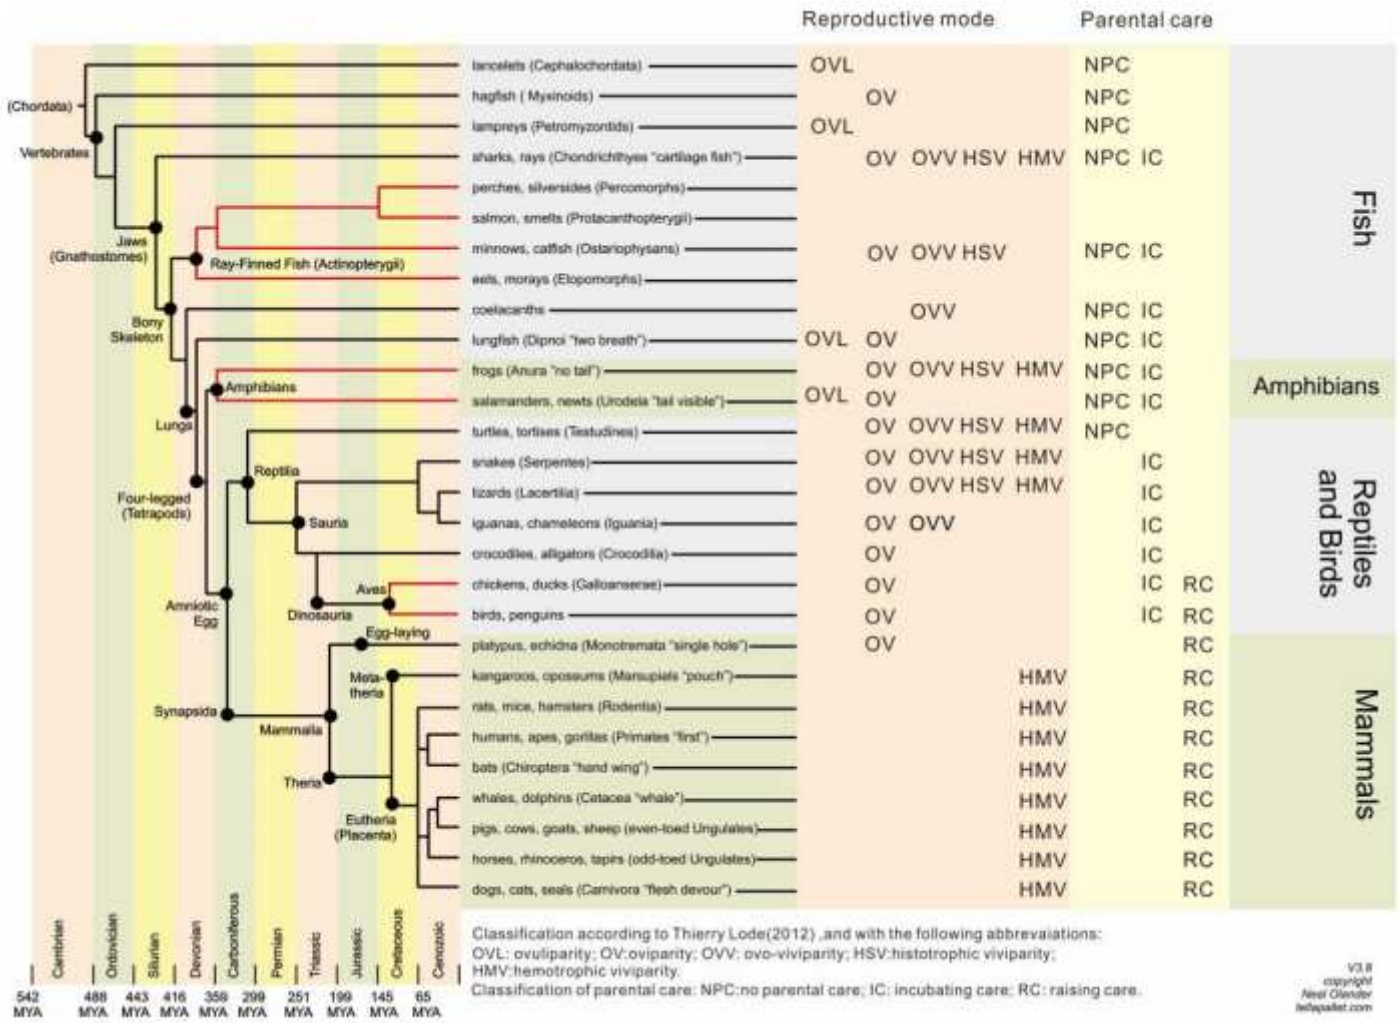 Reproductive mode Parental care
lancelets (Cephalochordata) OVL NPC
(Chordata)
hagfish ( Myxinoids) OV NPC
lampreys (Petromyzontids) OVL NPC
Vertebrates
sharks, rays (Chondrichthyes "cartilage fish") OV OVV HSV HMV NPC IC
perches, silversides (Percomorphs)
salmon, smelts (Protacanthopterygii)
Fish
Jaws
(Gnathostomes)
minnows, catfish (Ostariophysans) OV OVV HSV NPC IC
Ray-Finned Fish (Actinopterygii)
eels, morays (Elopomorphs)
coelacanths OVV NPC IC
Bony
Skeleton
lungfish (Dipnoi "two breath") OVL OV NPC IC
frogs (Anura "no tail") OV OVV HSV HMV NPC IC
Amphibians
Amphibians
salamanders, newts (Urodela "tail visible") OVL OV NPC IC
Lungs
turtles, tortises (Testudines) OV OVV HSV HMV NPC
snakes (Serpentes) OV OVV HSV HMV IC
Reptilia
lizards (Lacertilia) OV OVV HSV HMV IC
Four-legged
(Tetrapods)
Reptiles
and Birds
iguanas, chameleons (Iguania) OV OVV IC
Sauria
crocodiles, alligators (Crocodilia) OV IC
chickens, ducks (Galloanserae) OV IC RC
Aves
Amniotic
Egg
Dinosauria
birds, penguins OV IC RC
Egg-laying
platypus, echidna (Monotremata "single hole") OV RC
kangaroos, opossums (Marsupials "pouch") HMV RC
Meta-
theria
rats, mice, hamsters (Rodentia) HMV RC
Synapsida
Mammalia
humans, apes, gorillas (Primates "first") HMV RC
Mammals
bats (Chiroptera "hand wing") HMV RC
Theria
whales, dolphins (Cetacea "whale") HMV RC
Eutheria
(Placenta)
pigs, cows, goats, sheep (even-toed Ungulates) HMV RC
horses, rhinoceros, tapirs (odd-toed Ungulates) HMV RC
dogs, cats, seals (Carnivora "flesh devour") HMV RC
Cambrian Ordovician Silurian Devonian Carboniferous Permian Triassic Jurassic Cretaceous Cenozoic
542 488 443 416 359 299 251 199 145 65
MYA MYA MYA MYA MYA MYA MYA MYA MYA MYA
Classification according to Thierry Lode(2012) ,and with the following abbrevaiations:
OVL: ovuliparity; OV:oviparity; OVV: ovo-viviparity; HSV:histotrophic viviparity;
HMV:hemotrophic viviparity.
Classification of parental care: NPC:no parental care; IC: incubating care; RC: raising care.
V3.8
copyright
Neal Olander